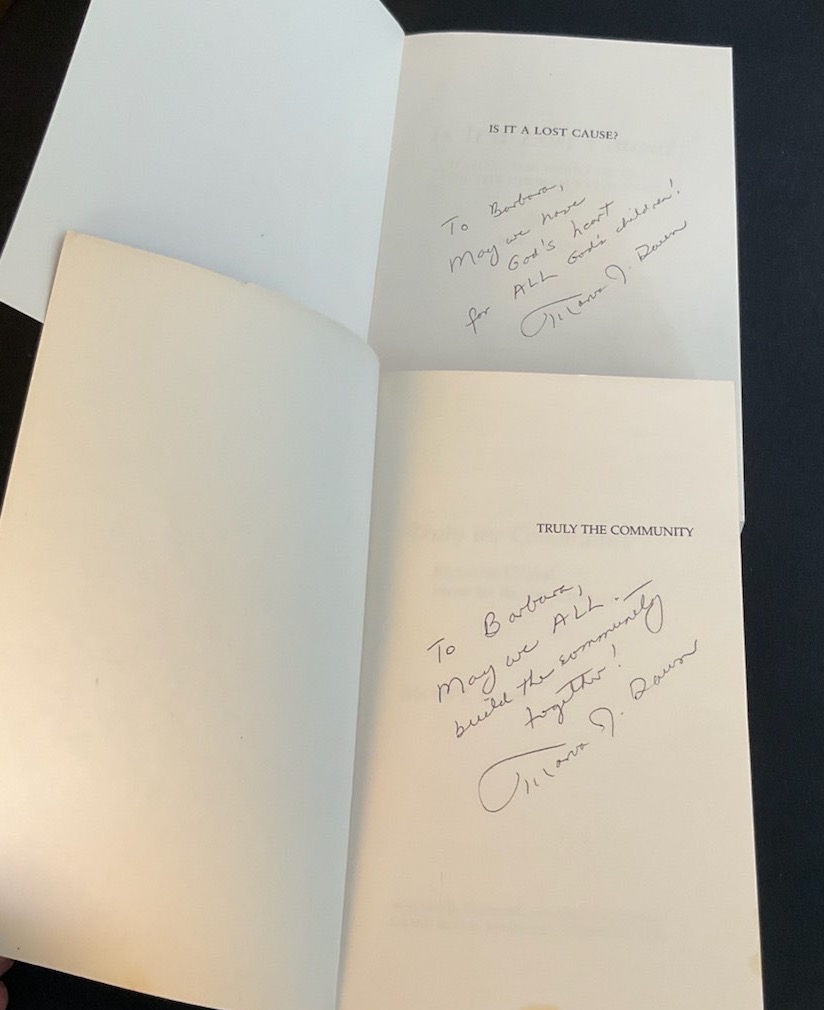 IS IT A LOST CAUSE?
To Barbara,
May we have
God's heart
for ALL God's children!
Marva J. Dawn
TRULY THE COMMUNITY
To Barbara,
May we ALL
build the community
together!
Marva J. Dawn